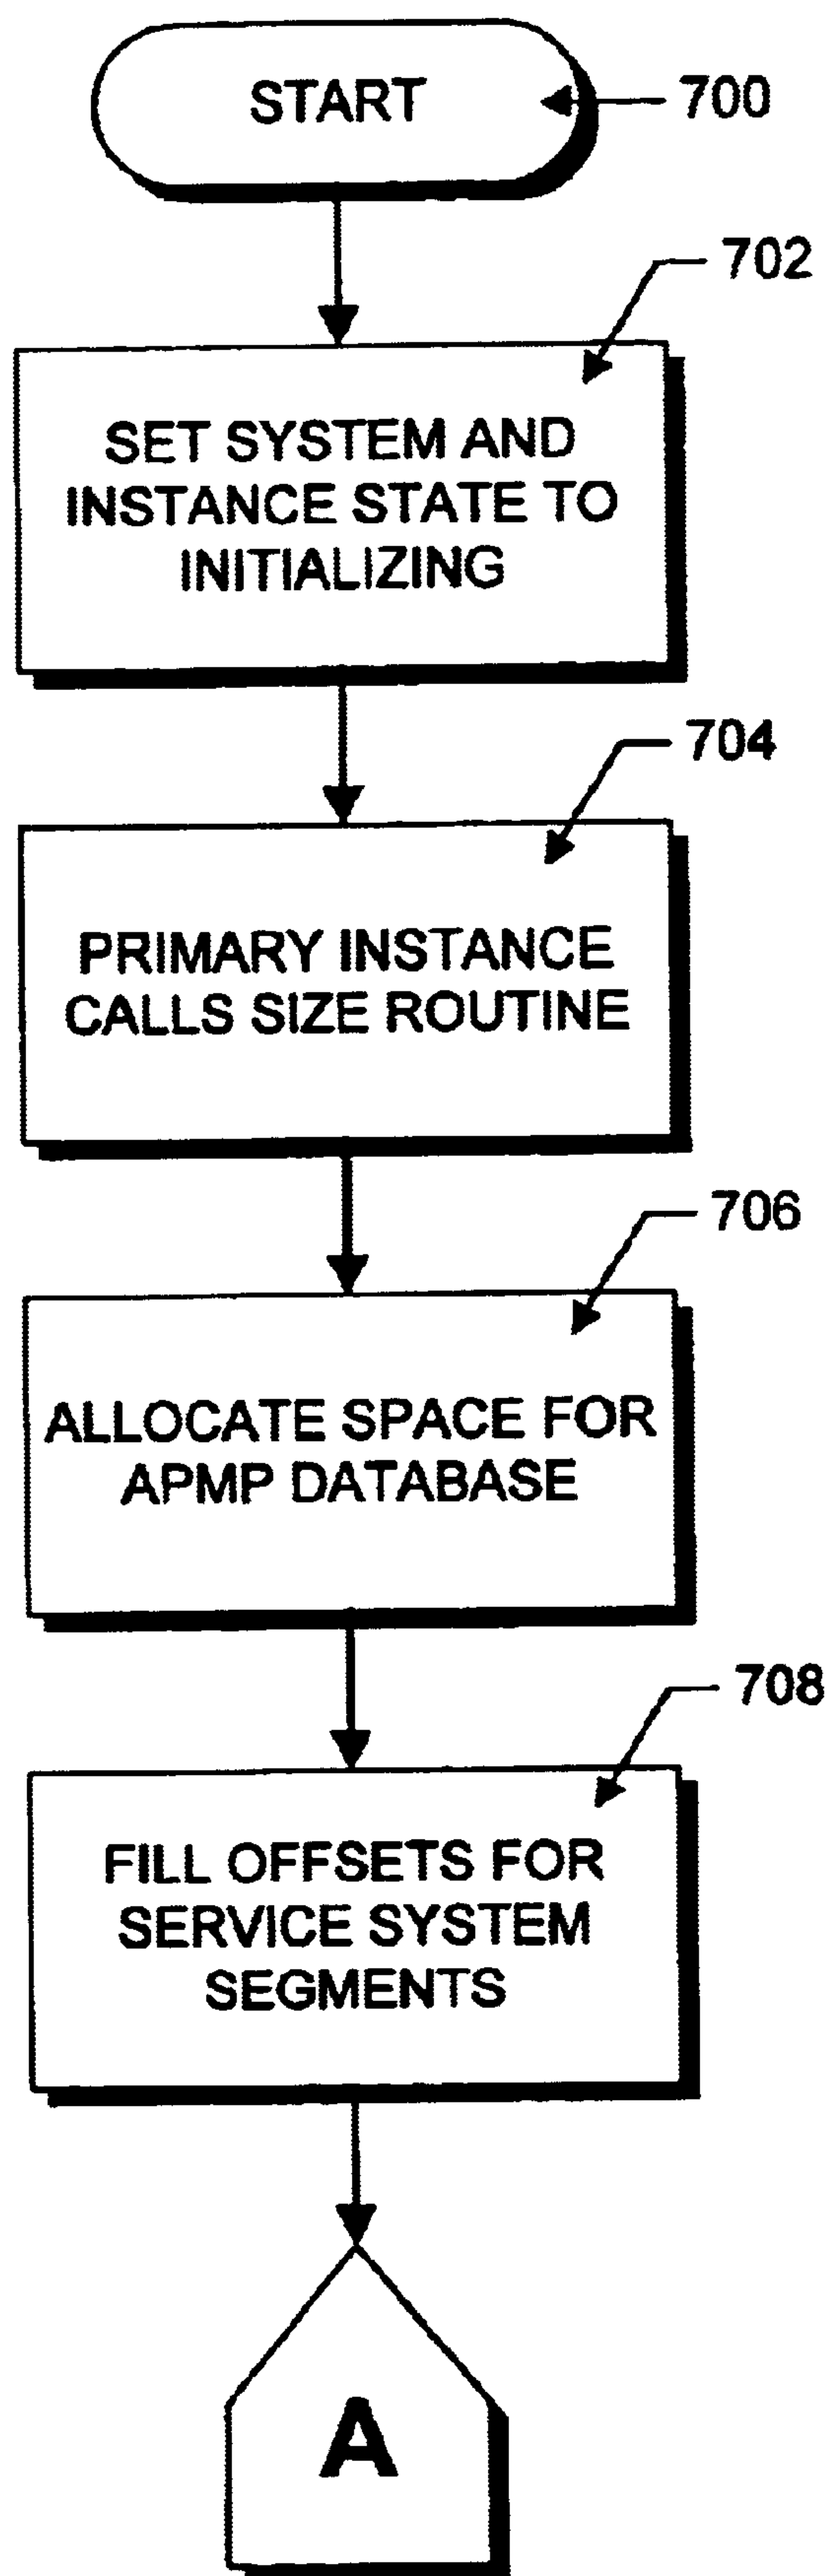 START
700
702
SET SYSTEM AND
INSTANCE STATE TO
INITIALIZING
704
PRIMARY INSTANCE
CALLS SIZE ROUTINE
706
ALLOCATE SPACE FOR
APMP DATABASE
708
FILL OFFSETS FOR
SERVICE SYSTEM
SEGMENTS
A